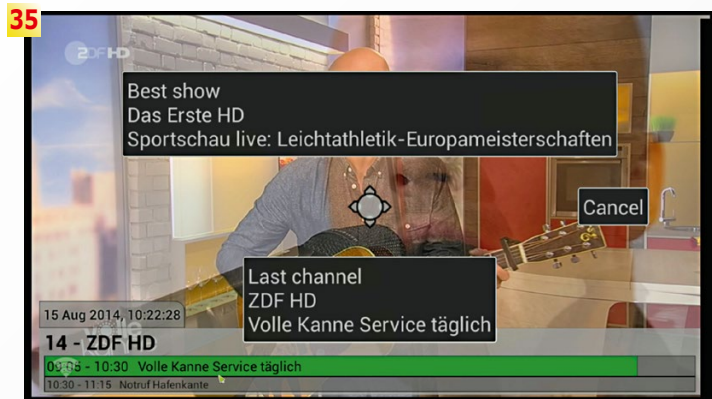 35
ZDF HD
Best show
Das Erste HD
Sportschau live: Leichtathletik-Europameisterschaften
Cancel
Last channel
ZDF HD
Volle Kanne Service täglich
15 Aug 2014, 10:22:28
14 - ZDF HD
09:05 - 10:30 Volle Kanne Service täglich
10:30 - 11:15 Notruf Hafenkante